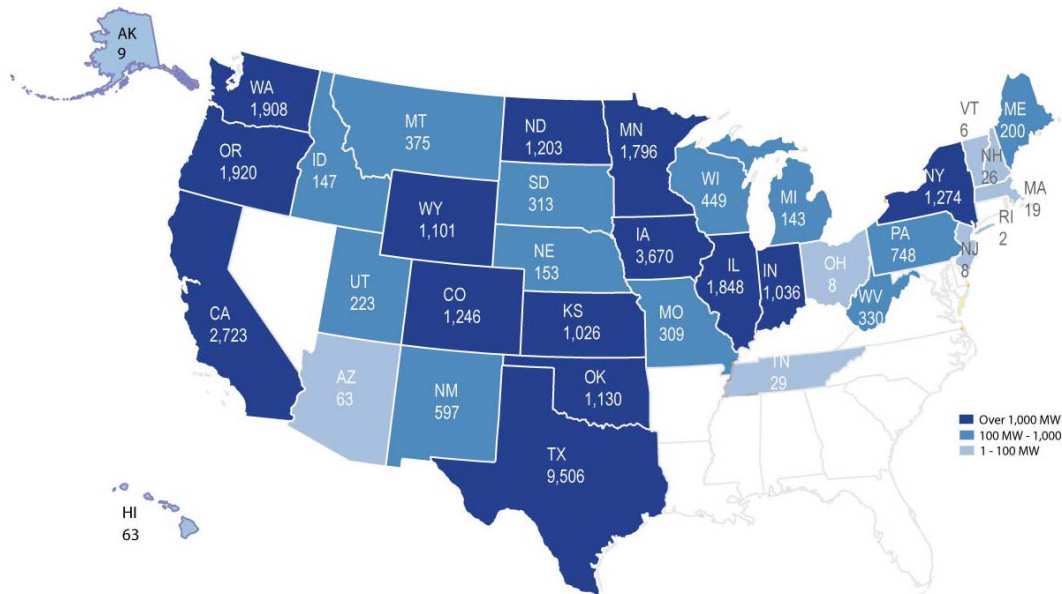 AK
9
WA
1,908
OR
1,920
CA
2,723
ID
147
MT
375
WY
1,101
UT
223
CO
1,246
AZ
63
NM
597
ND
1,203
SD
313
NE
153
KS
1,026
OK
1,130
TX
9,506
MN
1,796
IA
3,670
MO
309
WI
449
IL
1,848
MI
143
IN
1,036
OH
8
TN
29
WV
330
PA
748
NY
1,274
NJ
8
VT
6
NH
26
ME
200
MA
19
RI
2
HI
63
Over 1,000 MW
100 MW - 1,000
1 - 100 MW